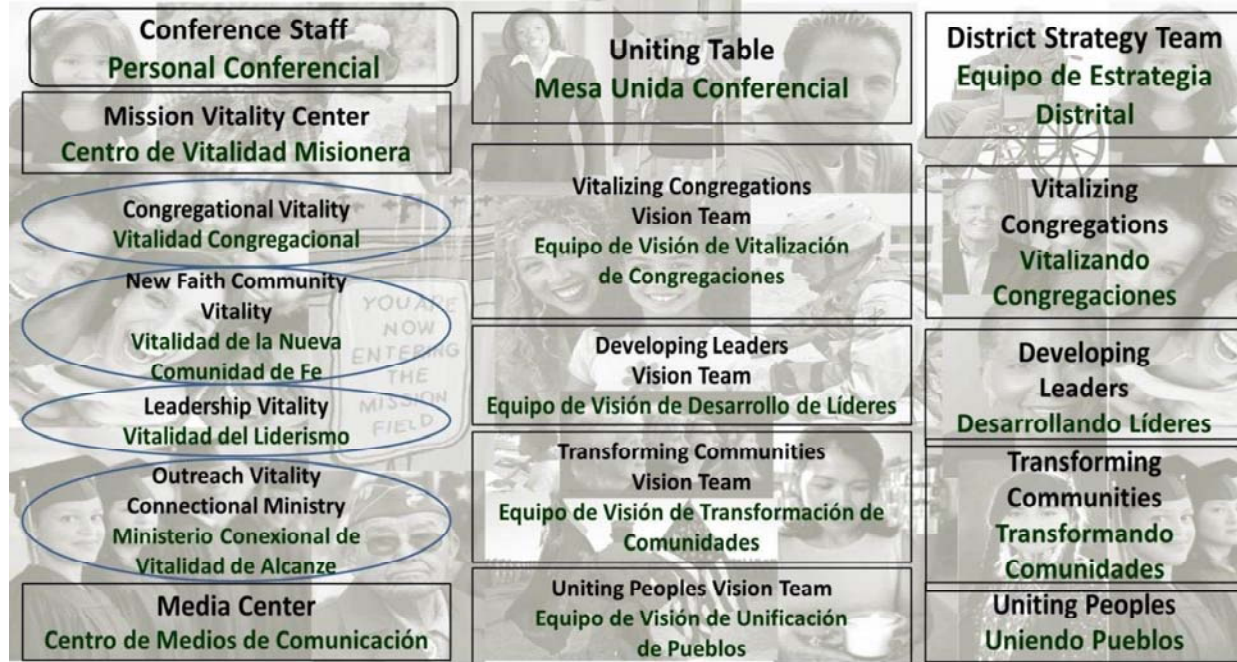 Conference Staff
Personal Conferencial
Mission Vitality Center
Centro de Vitalidad Misionera
Congregational Vitality
Vitalidad Congregacional
New Faith Community
Vitality
Vitalidad de la Nueva
Comunidad de Fe
Leadership Vitality
Vitalidad del Liderismo
Outreach Vitality
Connectional Ministry
Ministerio Conexional de
Vitalidad de Alcanze
Media Center
Centro de Medios de Comunicación
YOU ARE
NOW
ENTERING
THE
MISSION
FIELD
Uniting Table
Mesa Unida Conferencial
Vitalizing Congregations
Vision Team
Equipo de Visión de Vitalización
de Congregaciones
Developing Leaders
Vision Team
Equipo de Visión de Desarrollo de Líderes
Transforming Communities
Vision Team
Equipo de Visión de Transformación de
Comunidades
Uniting Peoples Vision Team
Equipo de Visión de Unificación
de Pueblos
District Strategy Team
Equipo de Estrategia
Distrital
Vitalizing
Congregations
Vitalizando
Congregaciones
Developing
Leaders
Desarrollando Líderes
Transforming
Communities
Transformando
Comunidades
Uniting Peoples
Uniendo Pueblos